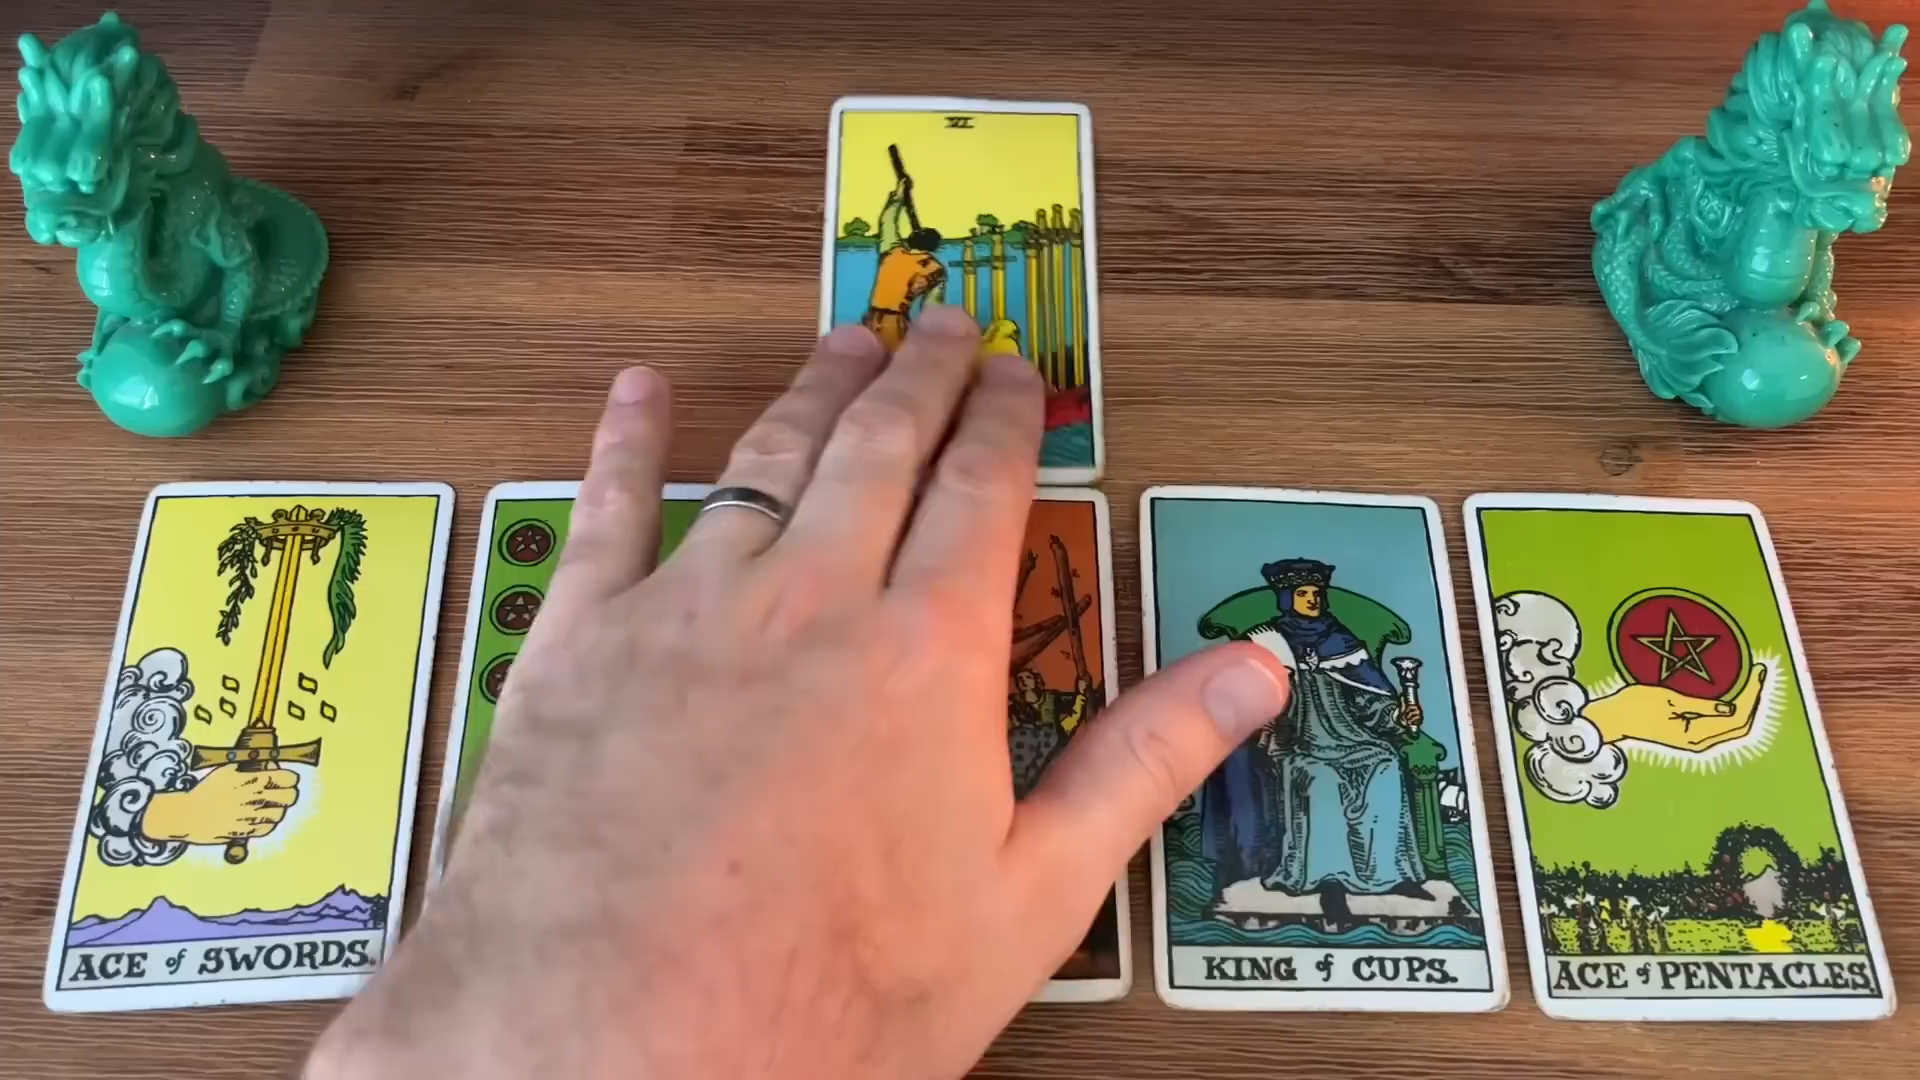 VI
ACE of SWORDS.
KING of CUPS.
ACE of PENTACLES.